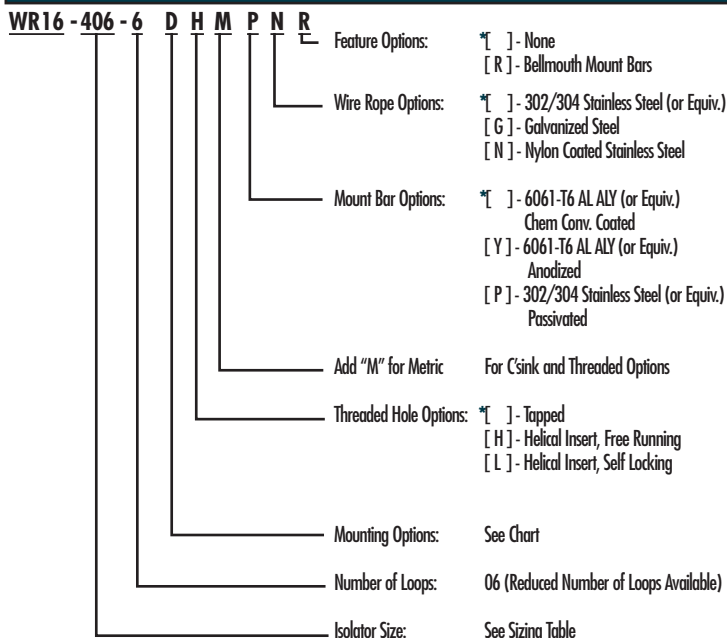 WR16 - 406 - 6 D H M P N R
Feature Options: *[ ] - None
[ R ] - Bellmouth Mount Bars
Wire Rope Options: *[ ] - 302/304 Stainless Steel (or Equiv.)
[ G ] - Galvanized Steel
[ N ] - Nylon Coated Stainless Steel
Mount Bar Options: *[ ] - 6061-T6 AL ALY (or Equiv.)
Chem Conv. Coated
[ Y ] - 6061-T6 AL ALY (or Equiv.)
Anodized
[ P ] - 302/304 Stainless Steel (or Equiv.)
Passivated
Add "M" for Metric For C'sink and Threaded Options
Threaded Hole Options: *[ ] - Tapped
[ H ] - Helical Insert, Free Running
[ L ] - Helical Insert, Self Locking
Mounting Options: See Chart
Number of Loops: 06 (Reduced Number of Loops Available)
Isolator Size: See Sizing Table